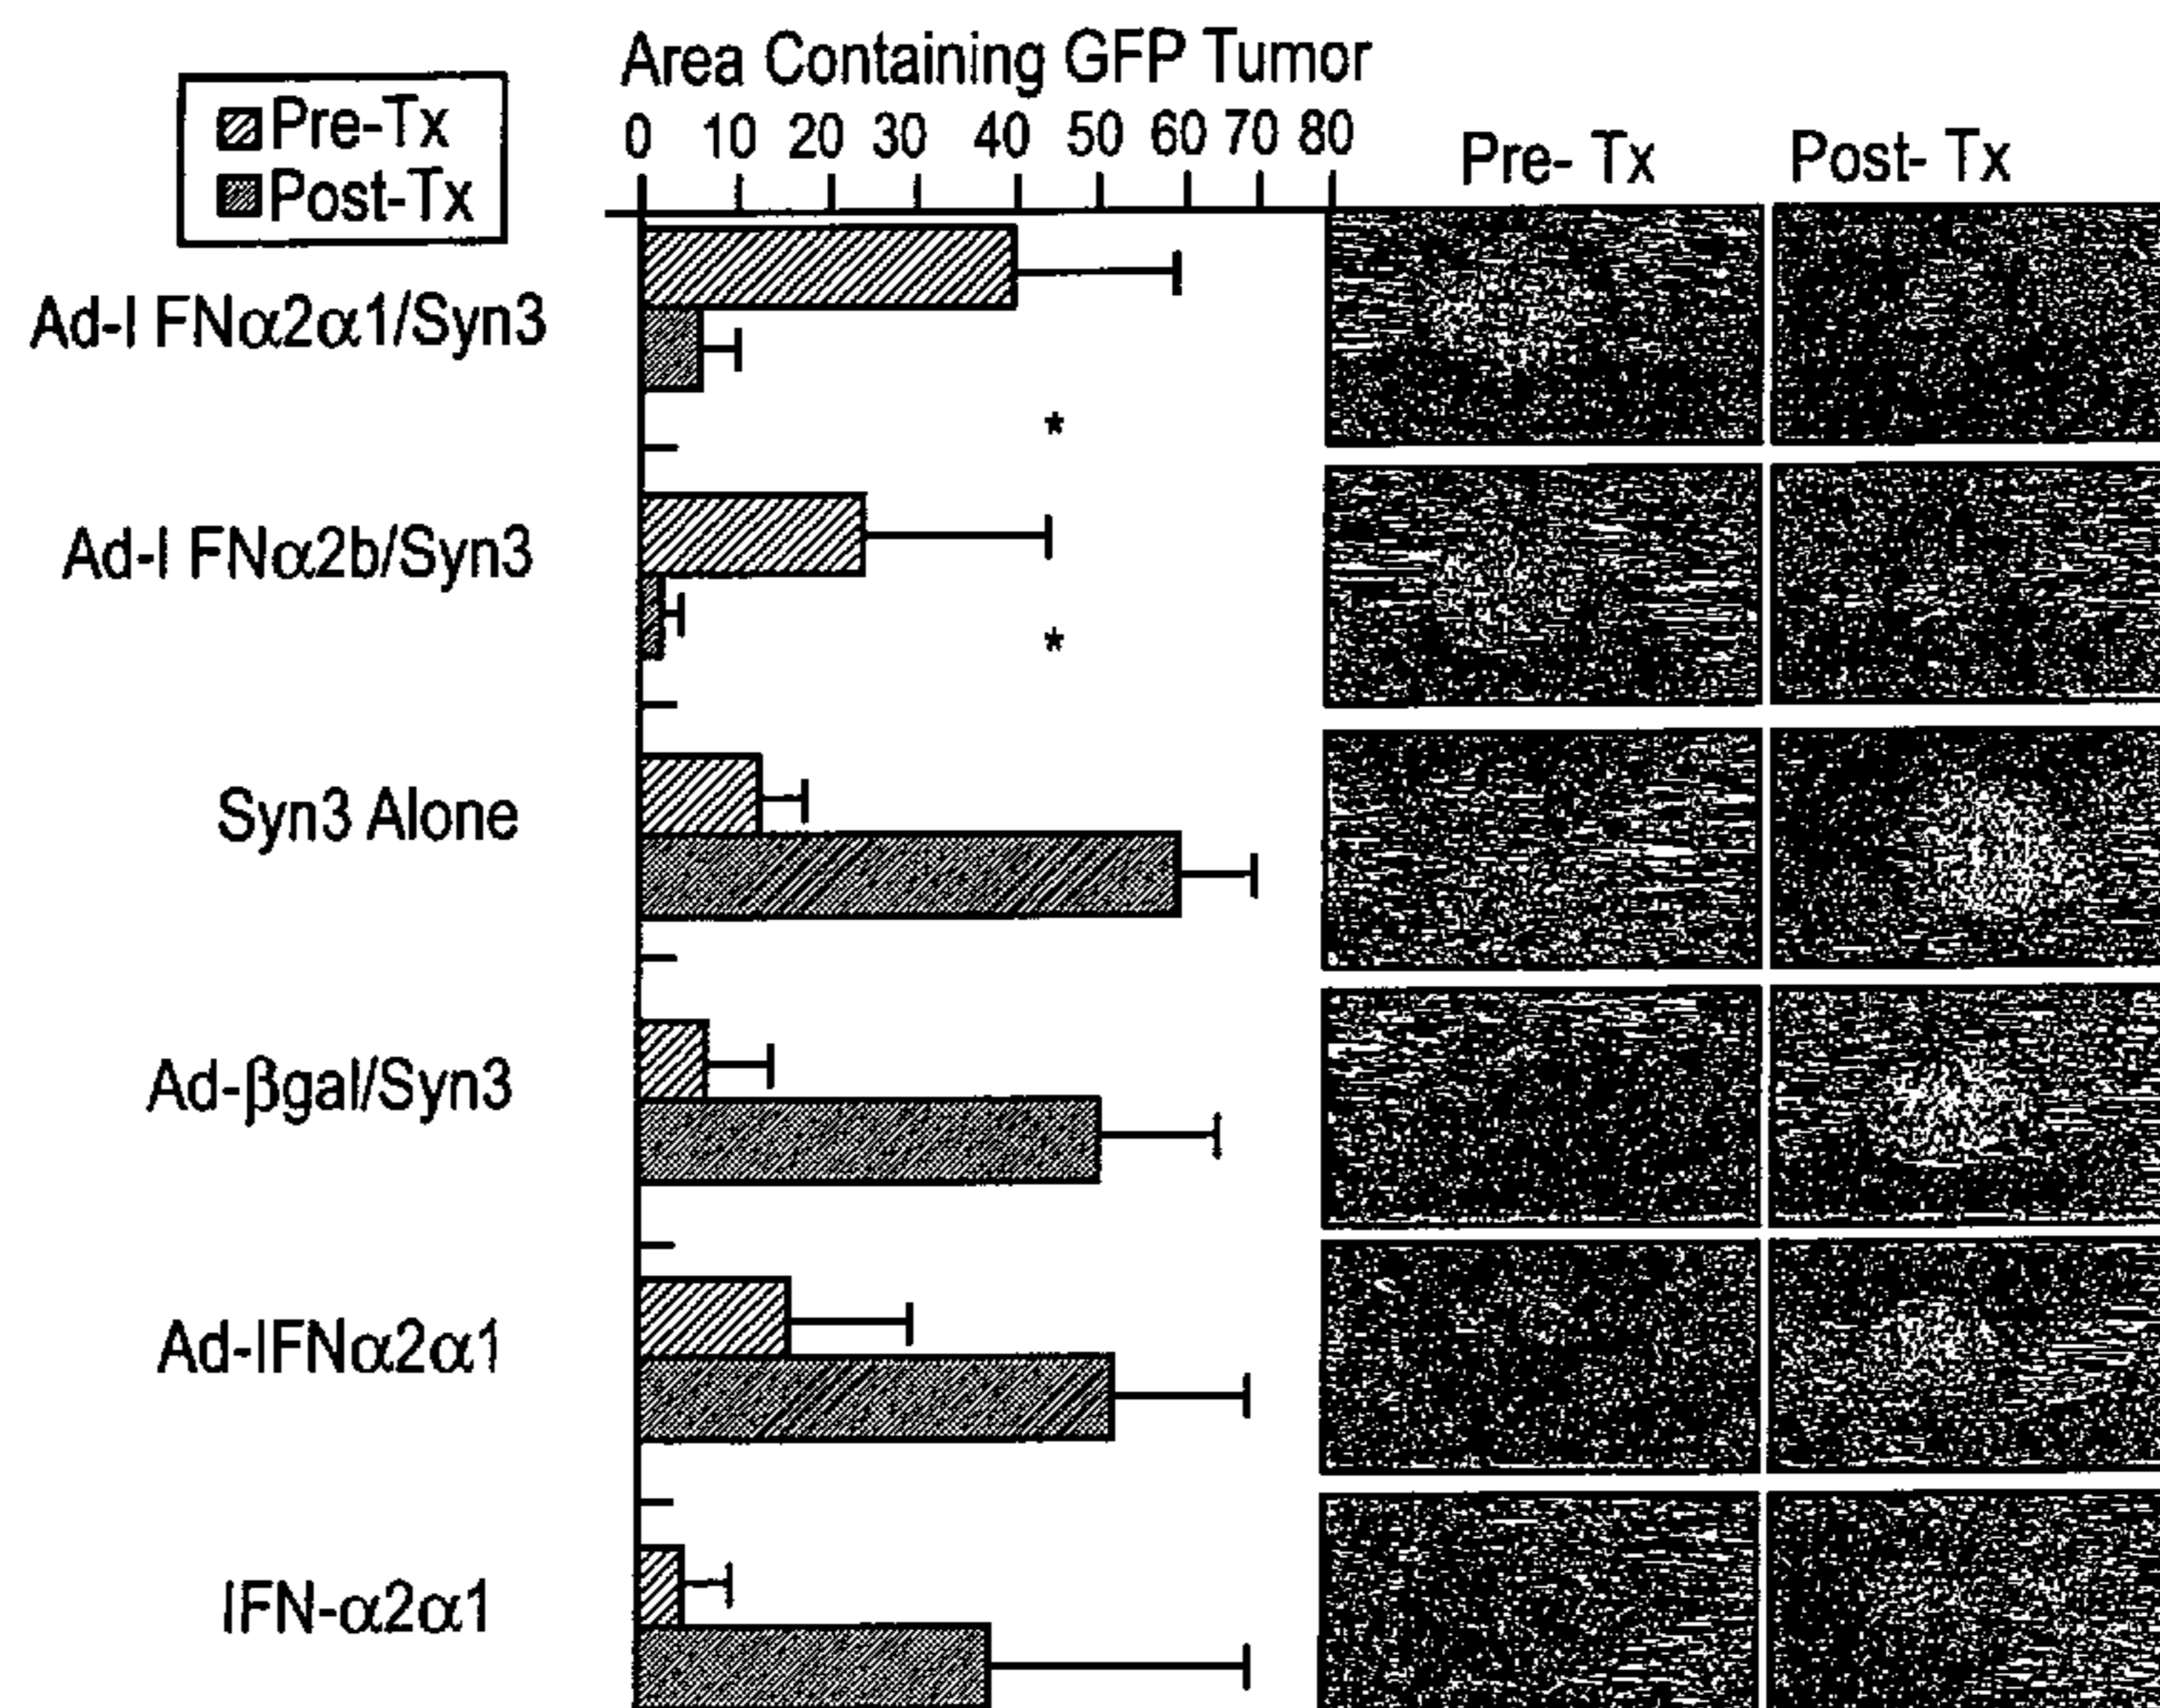 Area Containing GFP Tumor
Pre-Tx
Post-Tx
0 10 20 30 40 50 60 70 80
Pre- Tx Post- Tx
Ad-I FNα2α1/Syn3
*
Ad-I FNα2b/Syn3
*
Syn3 Alone
Ad-βgal/Syn3
Ad-IFNα2α1
IFN-α2α1